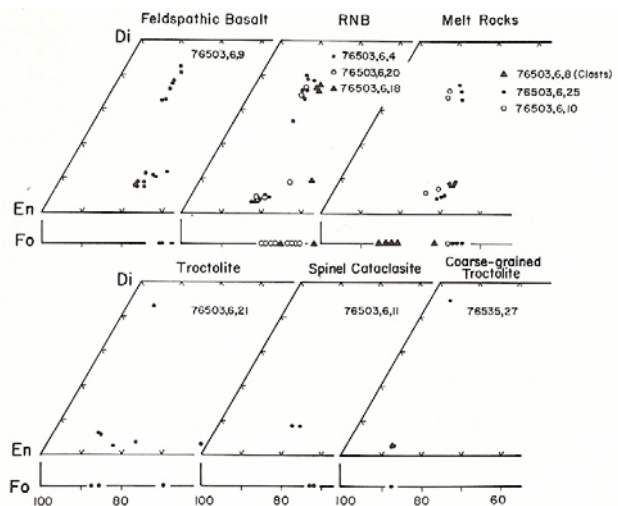 Feldspathic Basalt RNB Melt Rocks
Di
76503,6,9
• 76503,6,4
○ 76503,6,20
▲ 76503,6,18
▲ 76503,6,8 (Clasts)
• 76503,6,25
○ 76503,6,10
En
Fo
Troctolite Spinel Cataclasite Coarse-grained Troctolite
Di
76503,6,21 76503,6,11 76535,27
En
Fo
100 80 100 80 100 80 60